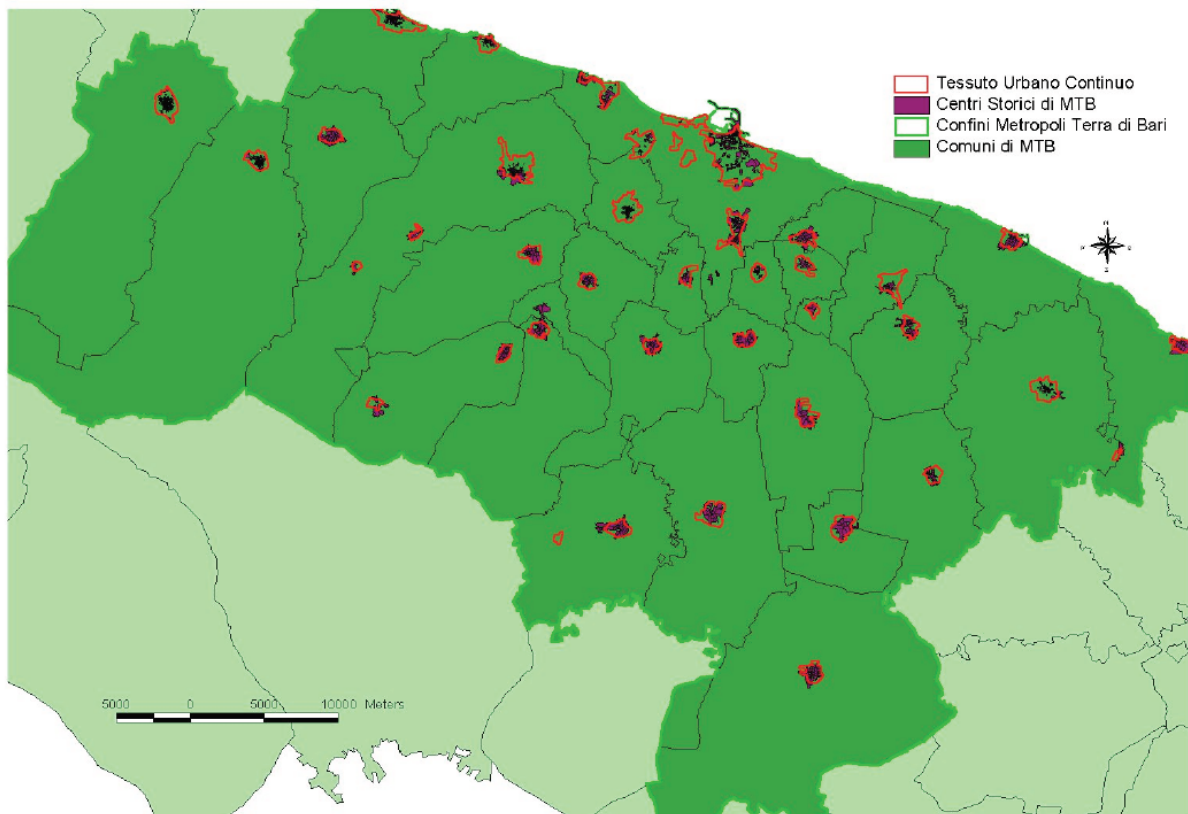 Tessuto Urbano Continuo
Centri Storici di MTB
Confini Metropoli Terra di Bari
Comuni di MTB
5000 0 5000 10000 Meters